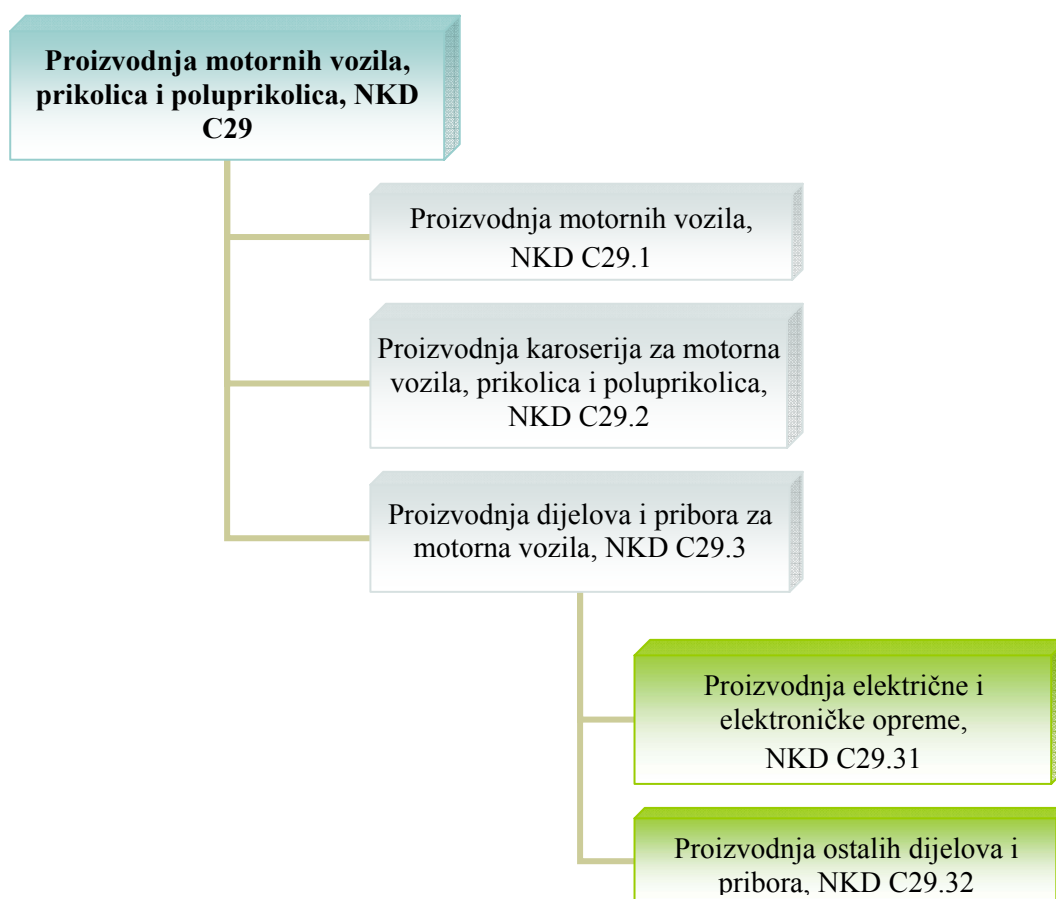 Proizvodnja motornih vozila,
prikolica i poluprikolica, NKD
C29
Proizvodnja motornih vozila,
NKD C29.1
Proizvodnja karoserija za motorna
vozila, prikolica i poluprikolica,
NKD C29.2
Proizvodnja dijelova i pribora za
motorna vozila, NKD C29.3
Proizvodnja električne i
elektroničke opreme,
NKD C29.31
Proizvodnja ostalih dijelova i
pribora, NKD C29.32